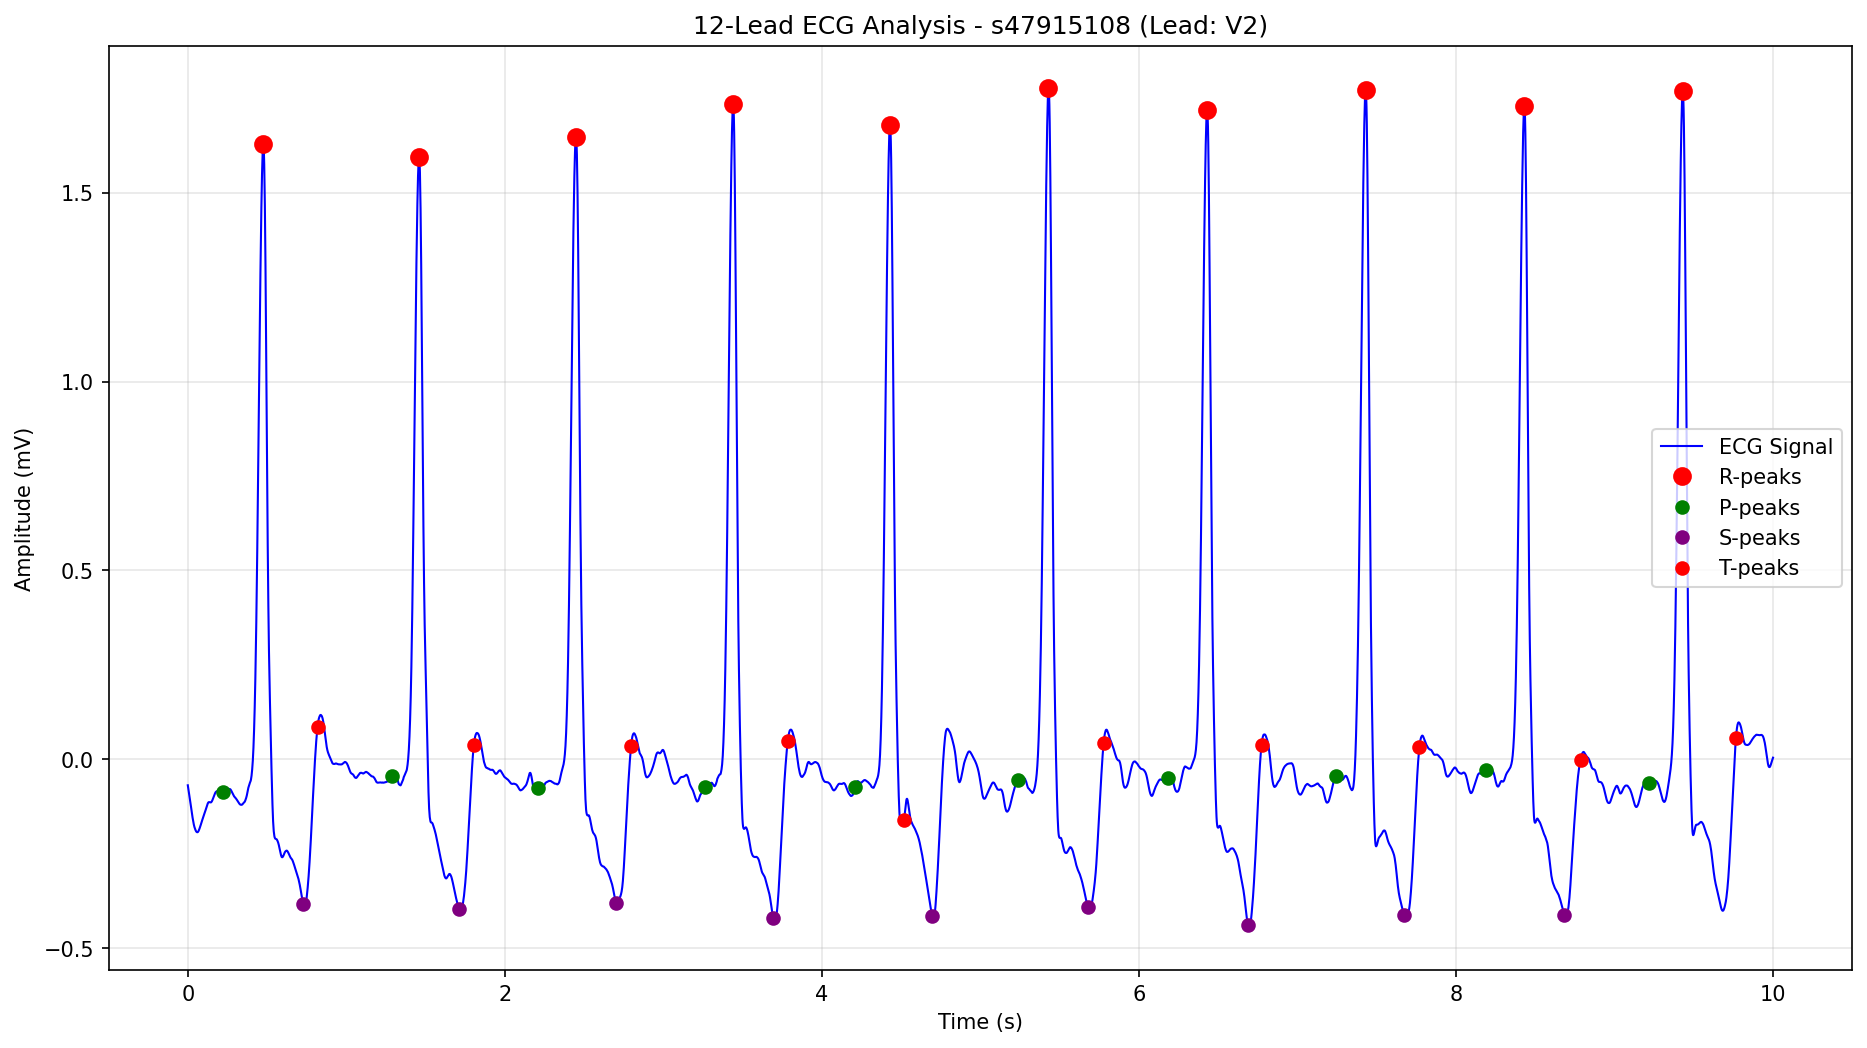 12-Lead ECG Analysis - s47915108 (Lead: V2)
Amplitude (mV)
1.5
1.0
0.5
0.0
−0.5
ECG Signal
R-peaks
P-peaks
S-peaks
T-peaks
0 2 4 6 8 10
Time (s)